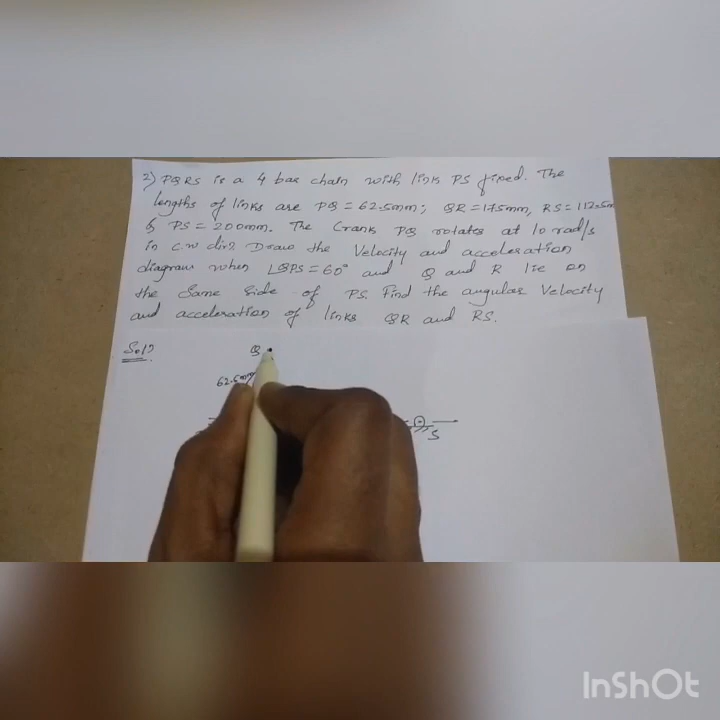 2) PQRS is a 4 bar chain with link PS fixed. The
lengths of links are PQ = 62.5mm; QR = 175mm, RS = 112.5m
& PS = 200mm. The Crank PQ rotates at 10 rad/s
in c.w dirn. Draw the Velocity and acceleration
diagram when ∠QPS = 60° and Q and R lie on
the Same Side of PS. Find the angular Velocity
and acceleration of links QR and RS.
Soln
Q
62.5mm
S
InShOt